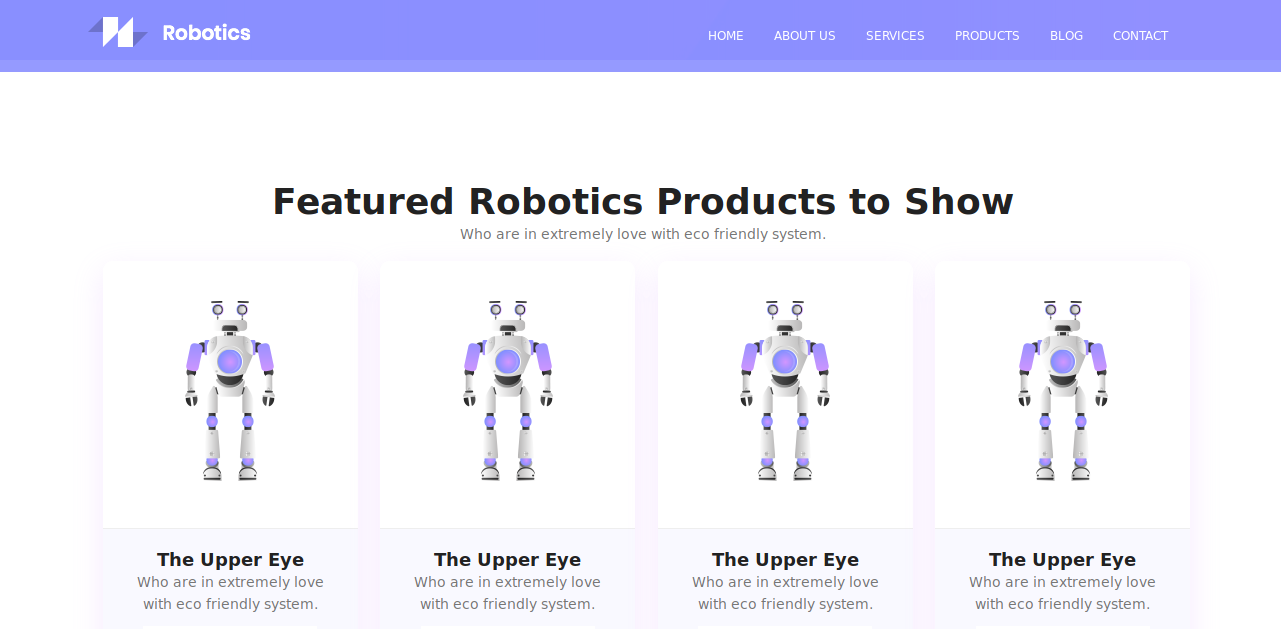 Robotics
HOME ABOUT US SERVICES PRODUCTS BLOG CONTACT
Featured Robotics Products to Show
Who are in extremely love with eco friendly system.
The Upper Eye
Who are in extremely love
with eco friendly system.
The Upper Eye
Who are in extremely love
with eco friendly system.
The Upper Eye
Who are in extremely love
with eco friendly system.
The Upper Eye
Who are in extremely love
with eco friendly system.